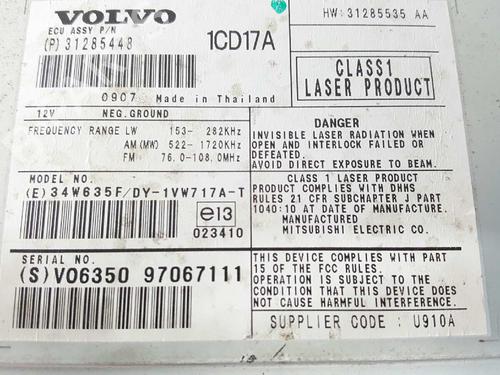 VOLVO
ECU ASSY P/N
(P) 31285448
1CD17A
HW: 31285535 AA
CLASS1
LASER PRODUCT
0907 Made in Thailand
12V NEG.GROUND
FREQUENCY RANGE LW 153- 282KHz
AM(MW) 522-1720KHz
FM 76.0-108.0MHz
DANGER
INVISIBLE LASER RADIATION WHEN
OPEN AND INTERLOCK FAILED OR
DEFEATED.
AVOID DIRECT EXPOSURE TO BEAM.
MODEL NO.
(E) 34W635F/DY-1VW717A-T
e13
023410
CLASS 1 LASER PRODUCT
PRODUCT COMPLIES WITH DHHS
RULES 21 CFR SUBCHAPTER J PART
1040:10 AT DATE OF MANUFACTURE.
MANUFACTURED
MITSUBISHI ELECTRIC CO.
SERIAL NO.
(S) V06350 97067111
THIS DEVICE COMPLIES WITH PART
15 OF THE FCC RULES.
OPERATION IS SUBJECT TO THE
CONDITION THAT THIS DEVICE DOES
NOT CAUSE HARMFUL INTERFERENCE.
SUPPLIER CODE : U910A